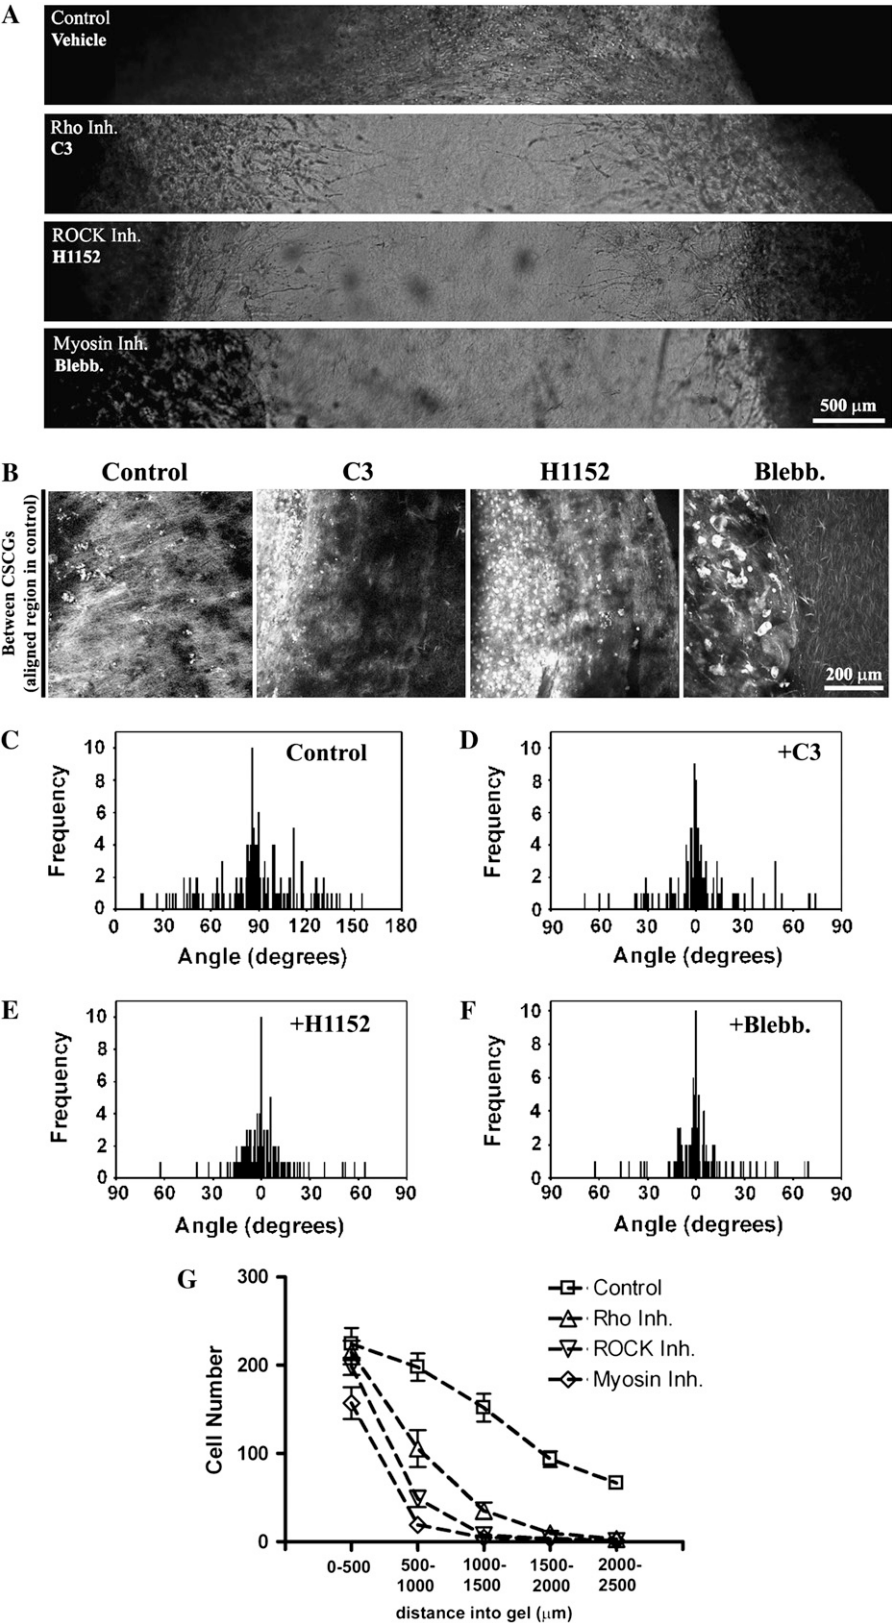 A
Control
Vehicle
Rho Inh.
C3
ROCK Inh.
H1152
Myosin Inh.
Blebb.
500 µm
B
Control
C3
H1152
Blebb.
Between CSCGs
(aligned region in control)
200 µm
C
Control
Frequency
10
8
6
4
2
0
0 30 60 90 120 150 180
Angle (degrees)
D
+C3
Frequency
10
8
6
4
2
0
90 60 30 0 30 60 90
Angle (degrees)
E
+H1152
Frequency
10
8
6
4
2
0
90 60 30 0 30 60 90
Angle (degrees)
F
+Blebb.
Frequency
10
8
6
4
2
0
90 60 30 0 30 60 90
Angle (degrees)
G
Cell Number
300
200
100
0
Control
Rho Inh.
ROCK Inh.
Myosin Inh.
0-500 500- 1000- 1500- 2000-
1000 1500 2000 2500
distance into gel (µm)